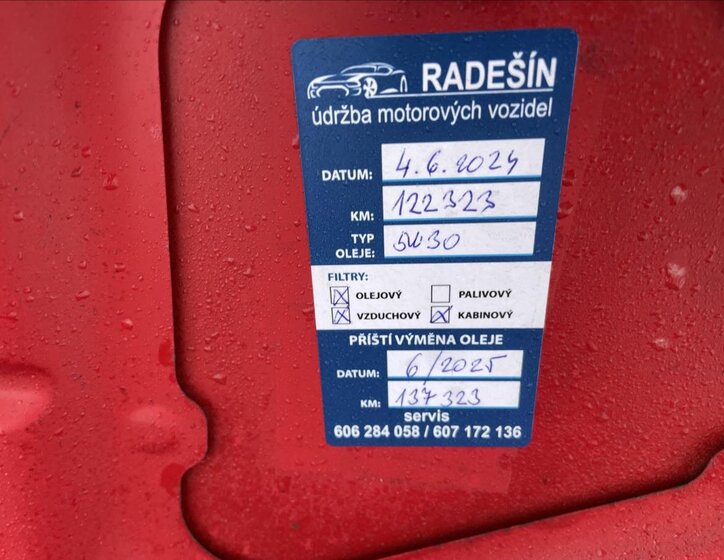 RADEŠÍN
údržba motorových vozidel
DATUM: 4.6.2024
KM: 122323
TYP OLEJE: 5W30
FILTRY:
OLEJOVÝ PALIVOVÝ
VZDUCHOVÝ KABINOVÝ
PŘÍŠTÍ VÝMĚNA OLEJE
DATUM: 6/2025
KM: 137323
servis
606 284 058 / 607 172 136